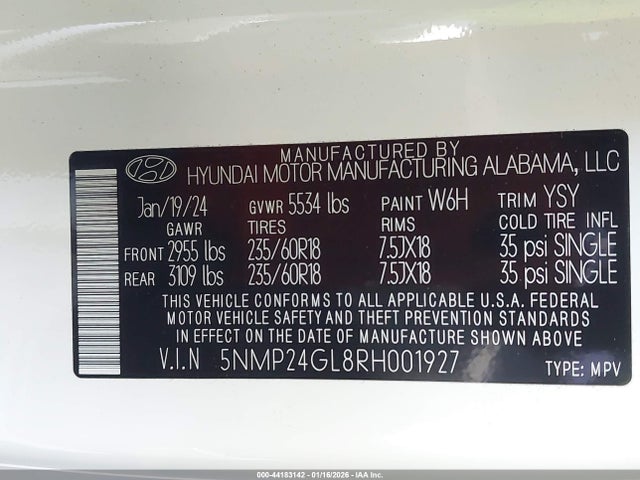 MANUFACTURED BY
HYUNDAI MOTOR MANUFACTURING ALABAMA, LLC
Jan/19/24 GVWR 5534 lbs PAINT W6H TRIM YSY
GAWR TIRES RIMS COLD TIRE INFL
FRONT 2955 lbs 235/60R18 7.5JX18 35 psi SINGLE
REAR 3109 lbs 235/60R18 7.5JX18 35 psi SINGLE
THIS VEHICLE CONFORMS TO ALL APPLICABLE U.S.A. FEDERAL
MOTOR VEHICLE SAFETY AND THEFT PREVENTION STANDARDS
IN EFFECT ON THE DATE OF MANUFACTURE SHOWN ABOVE
V.I.N 5NMP24GL8RH001927
TYPE: MPV
000-44183142 - 01/16/2026 - IAA Inc.